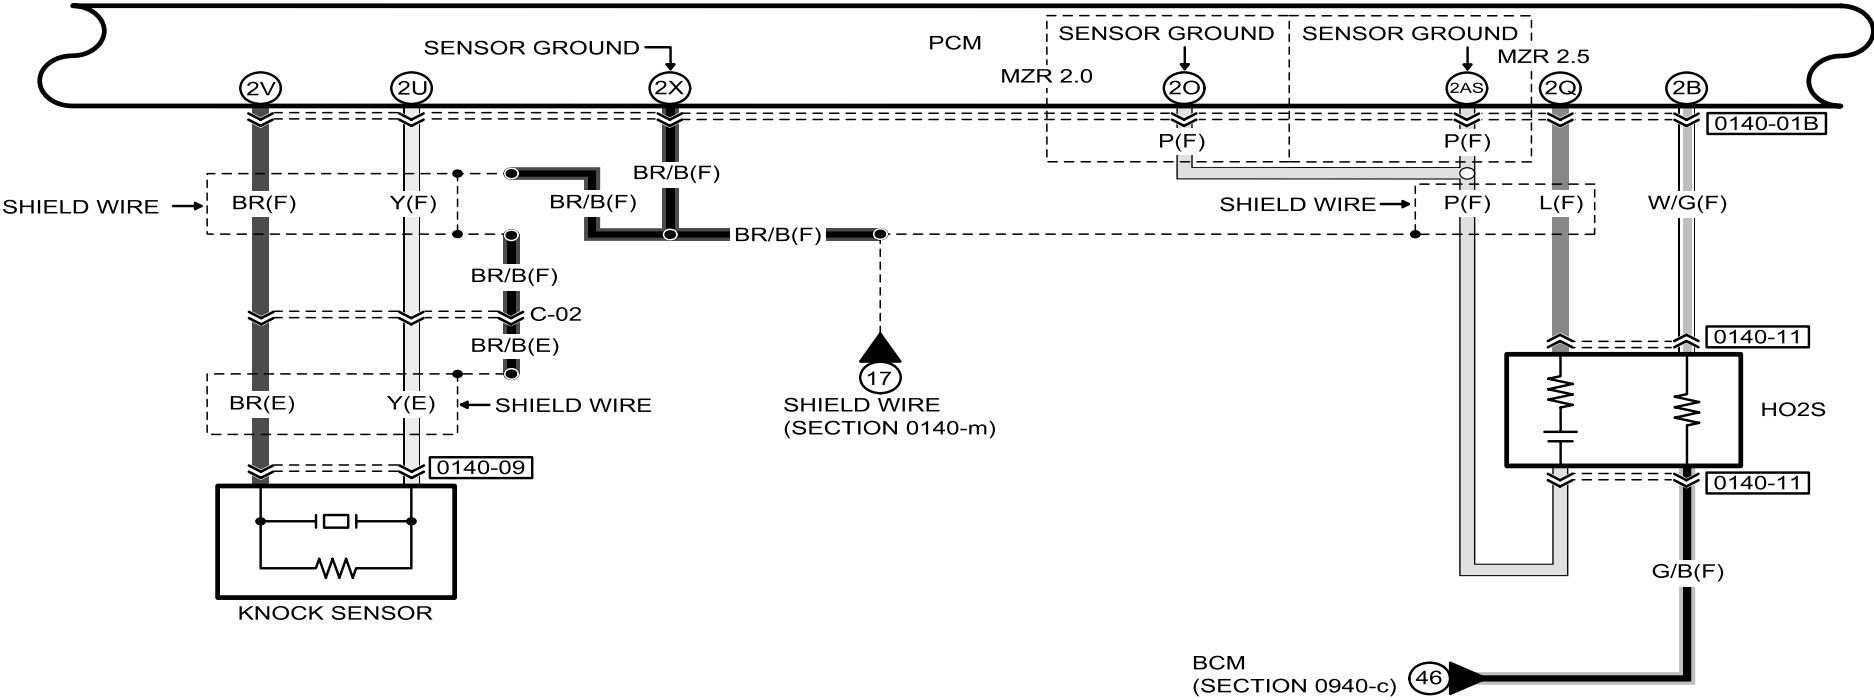 SENSOR GROUND
PCM
SENSOR GROUND
SENSOR GROUND
MZR 2.0
MZR 2.5
2V
2U
2X
2O
2AS
2Q
2B
0140-01B
P(F)
P(F)
BR/B(F)
SHIELD WIRE
BR(F)
Y(F)
BR/B(F)
SHIELD WIRE
P(F)
L(F)
W/G(F)
BR/B(F)
BR/B(F)
C-02
BR/B(E)
0140-11
17
SHIELD WIRE
(SECTION 0140-m)
BR(E)
Y(E)
SHIELD WIRE
HO2S
0140-09
0140-11
G/B(F)
KNOCK SENSOR
BCM
(SECTION 0940-c)
46